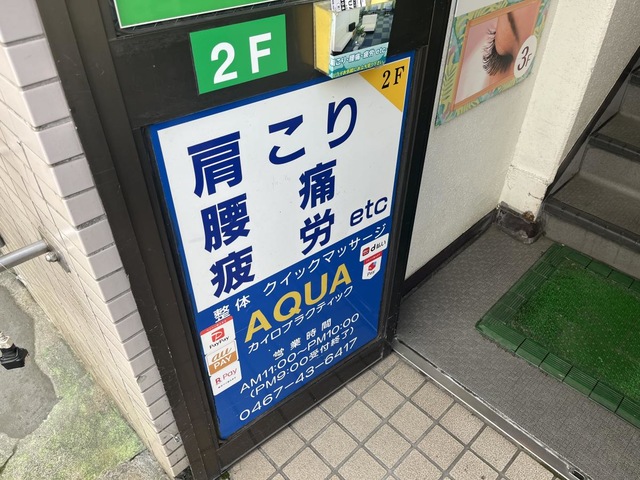 2F
2F
肩こり
腰痛
疲労 etc
整体 クイックマッサージ
AQUA
カイロプラクティック
営業時間
AM11:00〜PM10:00
(PM9:00受付終了)
0467-43-6417
d払い
PayPay
au PAY
R Pay
3F